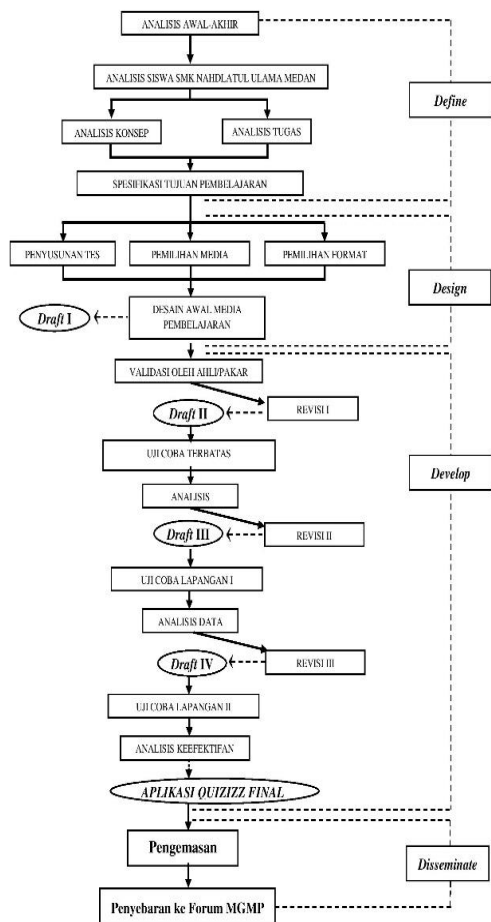 ANALISIS AWAL-AKHIR
ANALISIS SISWA SMK NAHDLATUL ULAMA MEDAN
Define
ANALISIS KONSEP
ANALISIS TUGAS
SPESIFIKASI TUJUAN PEMBELAJARAN
PENYUSUNAN TES
PEMILIHAN MEDIA
PEMILIHAN FORMAT
Design
Draft I
DESAIN AWAL MEDIA
PEMBELAJARAN
VALIDASI OLEH AHLI/PAKAR
Draft II
REVISI I
UJI COBA TERBATAS
Develop
ANALISIS
Draft III
REVISI II
UJI COBA LAPANGAN I
ANALISIS DATA
Draft IV
REVISI III
UJI COBA LAPANGAN II
ANALISIS KEEFEKTIFAN
APLIKASI QUIZIZZ FINAL
Pengemasan
Disseminate
Penyebaran ke Forum MGMP